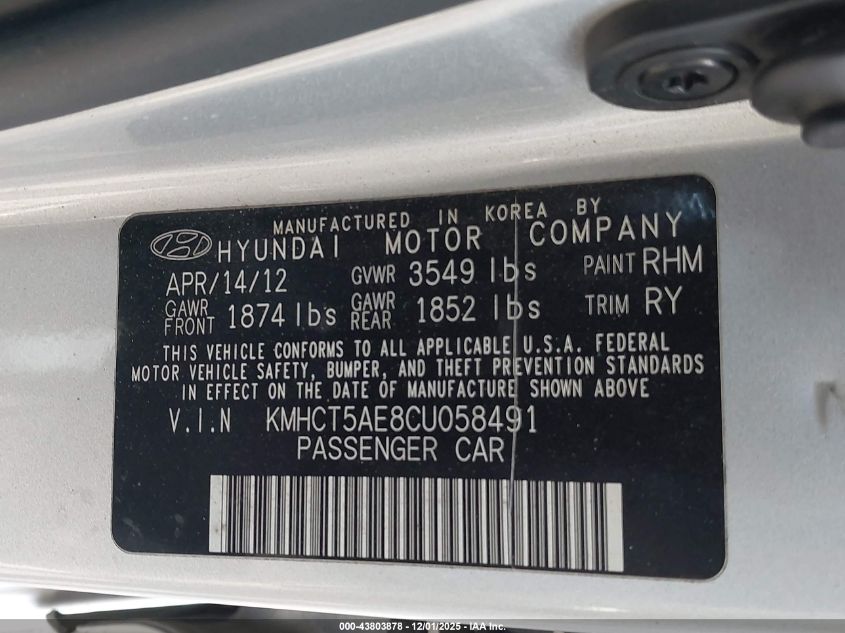 MANUFACTURED IN KOREA BY
HYUNDAI MOTOR COMPANY
APR/14/12 GVWR 3549 lbs PAINT RHM
GAWR FRONT 1874 lbs GAWR REAR 1852 lbs TRIM RY
THIS VEHICLE CONFORMS TO ALL APPLICABLE U.S.A. FEDERAL
MOTOR VEHICLE SAFETY, BUMPER, AND THEFT PREVENTION STANDARDS
IN EFFECT ON THE DATE OF MANUFACTURE SHOWN ABOVE
V.I.N KMHCT5AE8CU058491
PASSENGER CAR
000-43803878 - 12/01/2025 - IAA Inc.